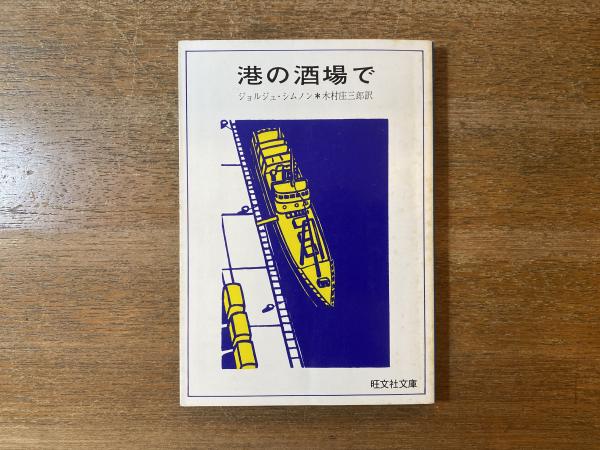 港の酒場で
ジョルジュ・シムノン＊木村庄三郎訳
旺文社文庫